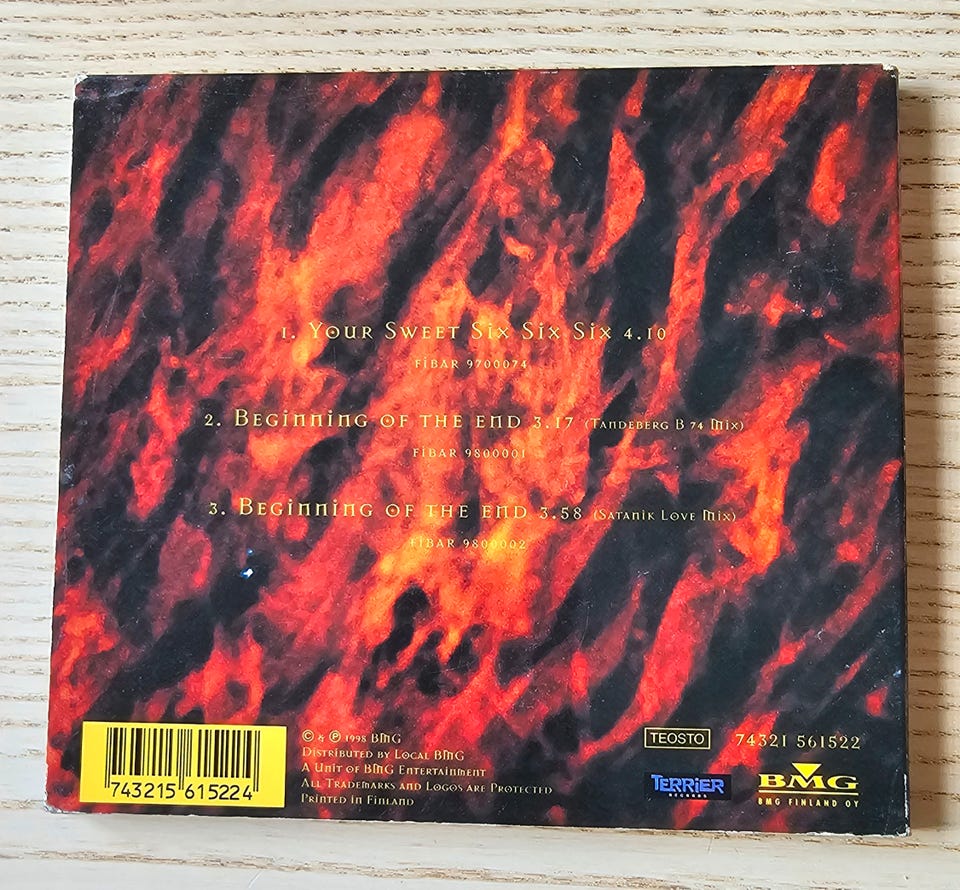 1. Your Sweet Six Six Six 4.10
FIBAR 9700074
2. Beginning of the end 3.17 (Tandeberg B 74 Mix)
FIBAR 9800001
3. Beginning of the end 3.58 (Satanik Love Mix)
FIBAR 9800002
743215 615224
© & ℗ 1998 BMG
Distributed by Local BMG
A Unit of BMG Entertainment
All Trademarks and Logos are Protected
Printed in Finland
TEOSTO 74321 561522
TERRIER
RECORDS
BMG
BMG FINLAND OY